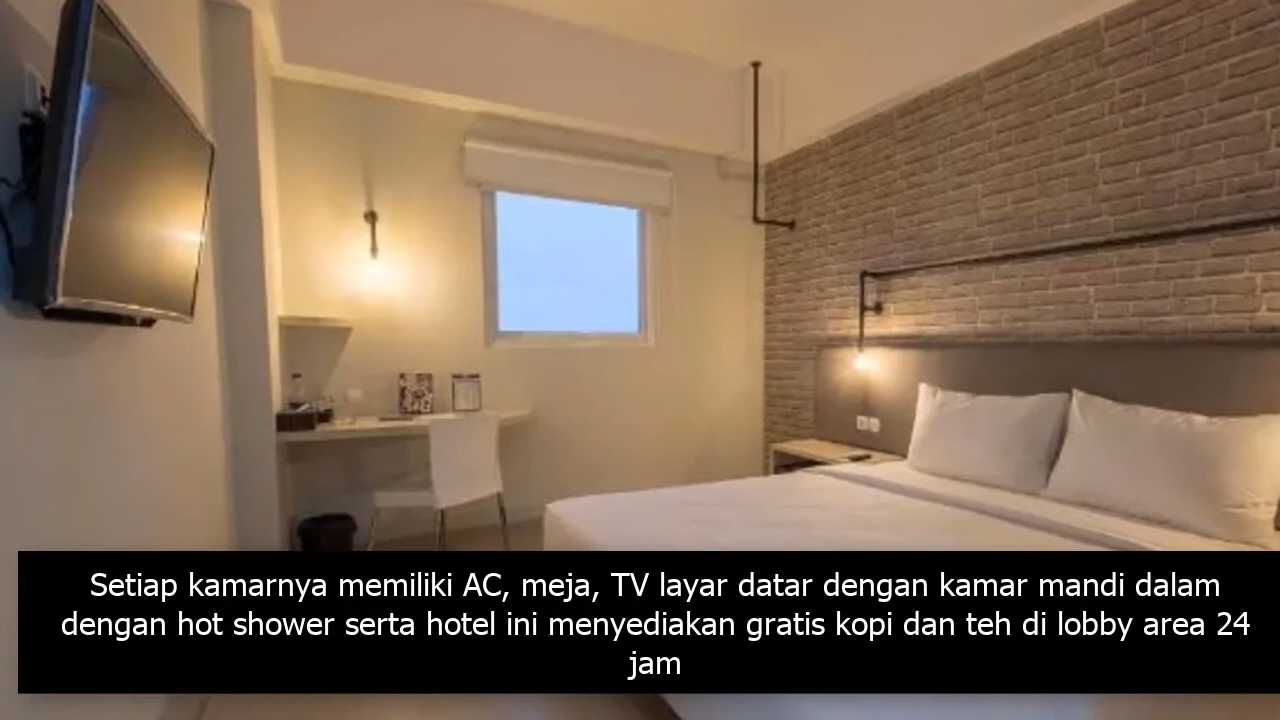 Setiap kamarnya memiliki AC, meja, TV layar datar dengan kamar mandi dalam
dengan hot shower serta hotel ini menyediakan gratis kopi dan teh di lobby area 24
jam